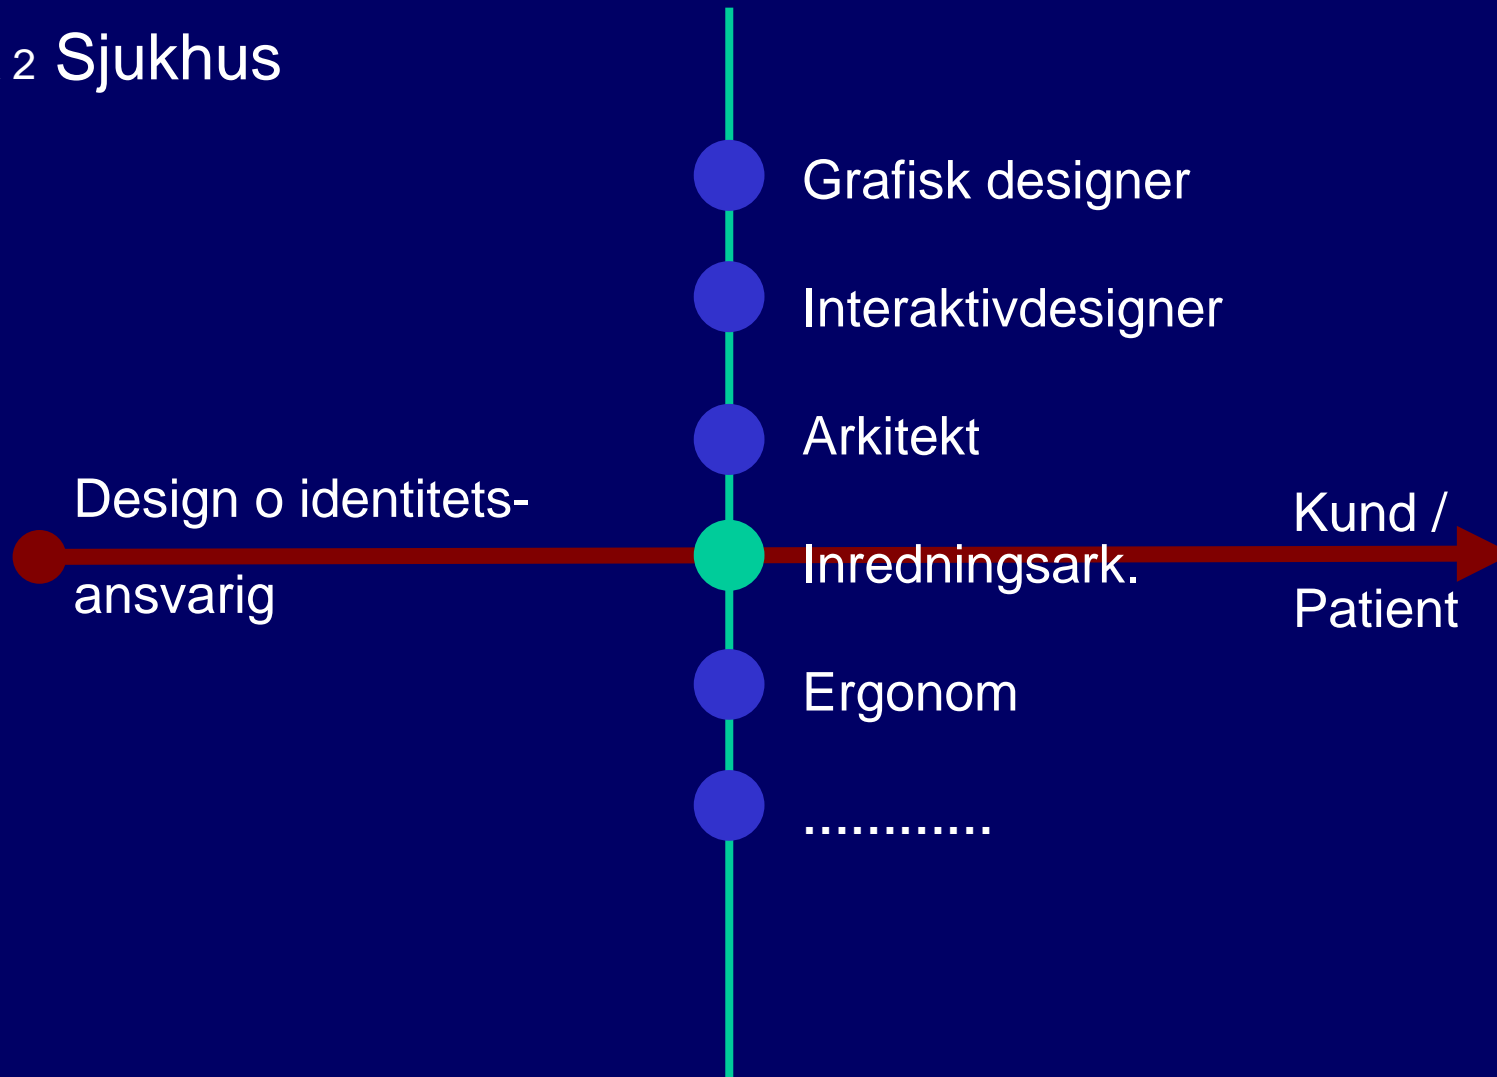 2 Sjukhus
Grafisk designer
Interaktivdesigner
Arkitekt
Design o identitets-
ansvarig
Inredningsark.
Kund /
Patient
Ergonom
............